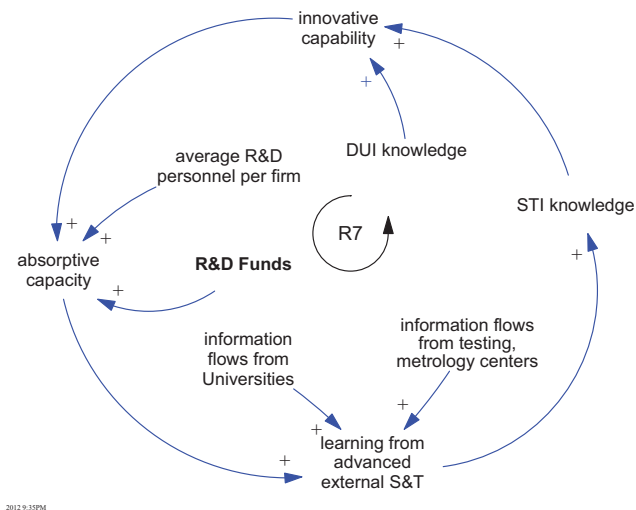 innovative
capability
+
+
DUI knowledge
average R&D
personnel per firm
STI knowledge
+
+
R7
+
absorptive
capacity
R&D Funds
+
information flows
from testing,
metrology centers
information
flows from
Universities
+
+
learning from
advanced
external S&T
+
2012 9:35PM